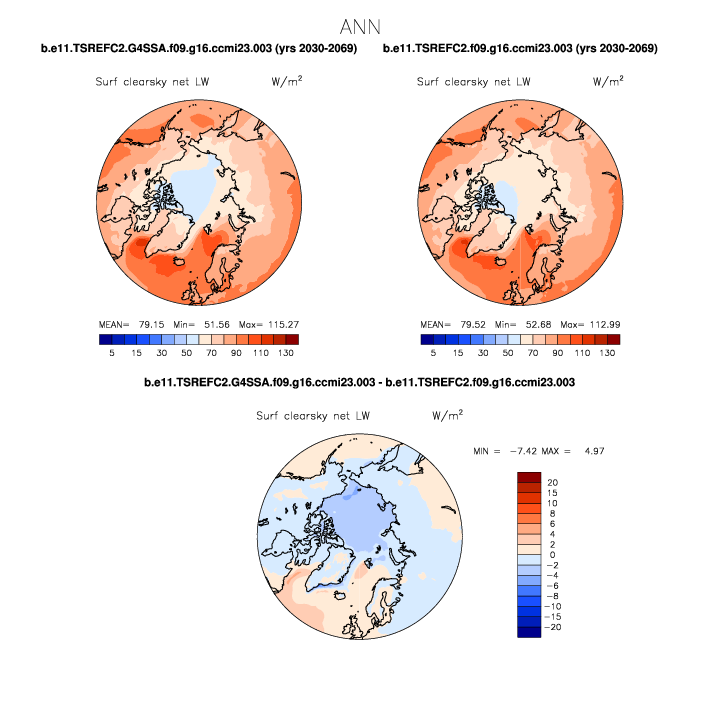 ANN
b.e11.TSREFC2.G4SSA.f09.g16.ccmi23.003 (yrs 2030-2069) b.e11.TSREFC2.f09.g16.ccmi23.003 (yrs 2030-2069)
Surf clearsky net LW W/m² Surf clearsky net LW W/m²
MEAN= 79.15 Min= 51.56 Max= 115.27 MEAN= 79.52 Min= 52.68 Max= 112.99
5 15 30 50 70 90 110 130 5 15 30 50 70 90 110 130
b.e11.TSREFC2.G4SSA.f09.g16.ccmi23.003 - b.e11.TSREFC2.f09.g16.ccmi23.003
Surf clearsky net LW W/m²
MIN = -7.42 MAX = 4.97
20
15
10
8
6
4
2
0
-2
-4
-6
-8
-10
-15
-20